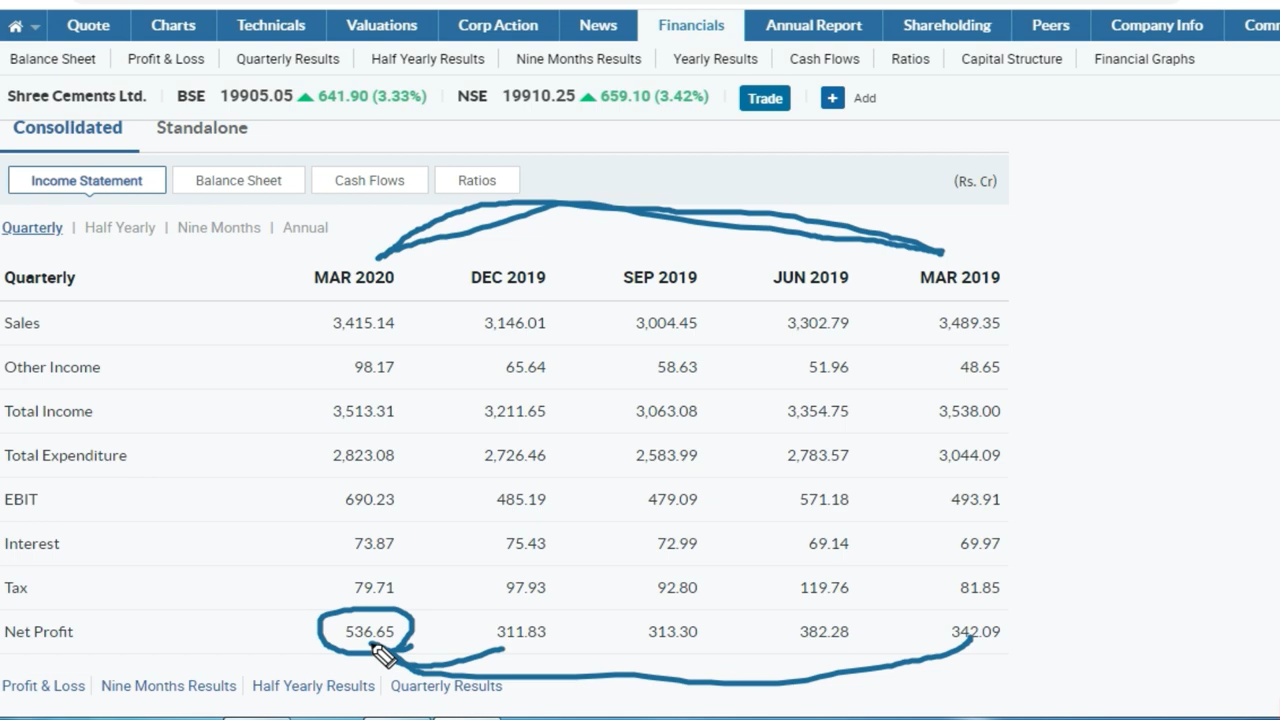 Quote Charts Technicals Valuations Corp Action News Financials Annual Report Shareholding Peers Company Info
Balance Sheet Profit & Loss Quarterly Results Half Yearly Results Nine Months Results Yearly Results Cash Flows Ratios Capital Structure Financial Graphs
Shree Cements Ltd. BSE 19905.05 641.90 (3.33%) NSE 19910.25 659.10 (3.42%) Trade + Add
Consolidated Standalone
Income Statement Balance Sheet Cash Flows Ratios (Rs. Cr)
Quarterly | Half Yearly | Nine Months | Annual
Quarterly MAR 2020 DEC 2019 SEP 2019 JUN 2019 MAR 2019
Sales 3,415.14 3,146.01 3,004.45 3,302.79 3,489.35
Other Income 98.17 65.64 58.63 51.96 48.65
Total Income 3,513.31 3,211.65 3,063.08 3,354.75 3,538.00
Total Expenditure 2,823.08 2,726.46 2,583.99 2,783.57 3,044.09
EBIT 690.23 485.19 479.09 571.18 493.91
Interest 73.87 75.43 72.99 69.14 69.97
Tax 79.71 97.93 92.80 119.76 81.85
Net Profit 536.65 311.83 313.30 382.28 342.09
Profit & Loss Nine Months Results Half Yearly Results Quarterly Results